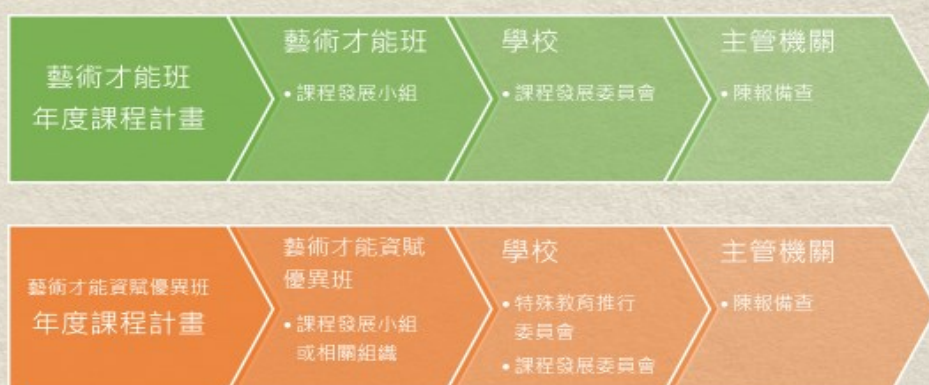 藝術才能班
年度課程計畫
藝術才能班
•課程發展小組
學校
•課程發展委員會
主管機關
•陳報備查
藝術才能資賦優異班
年度課程計畫
藝術才能資賦
優異班
•課程發展小組
或相關組織
學校
•特殊教育推行
委員會
•課程發展委員會
主管機關
•陳報備查